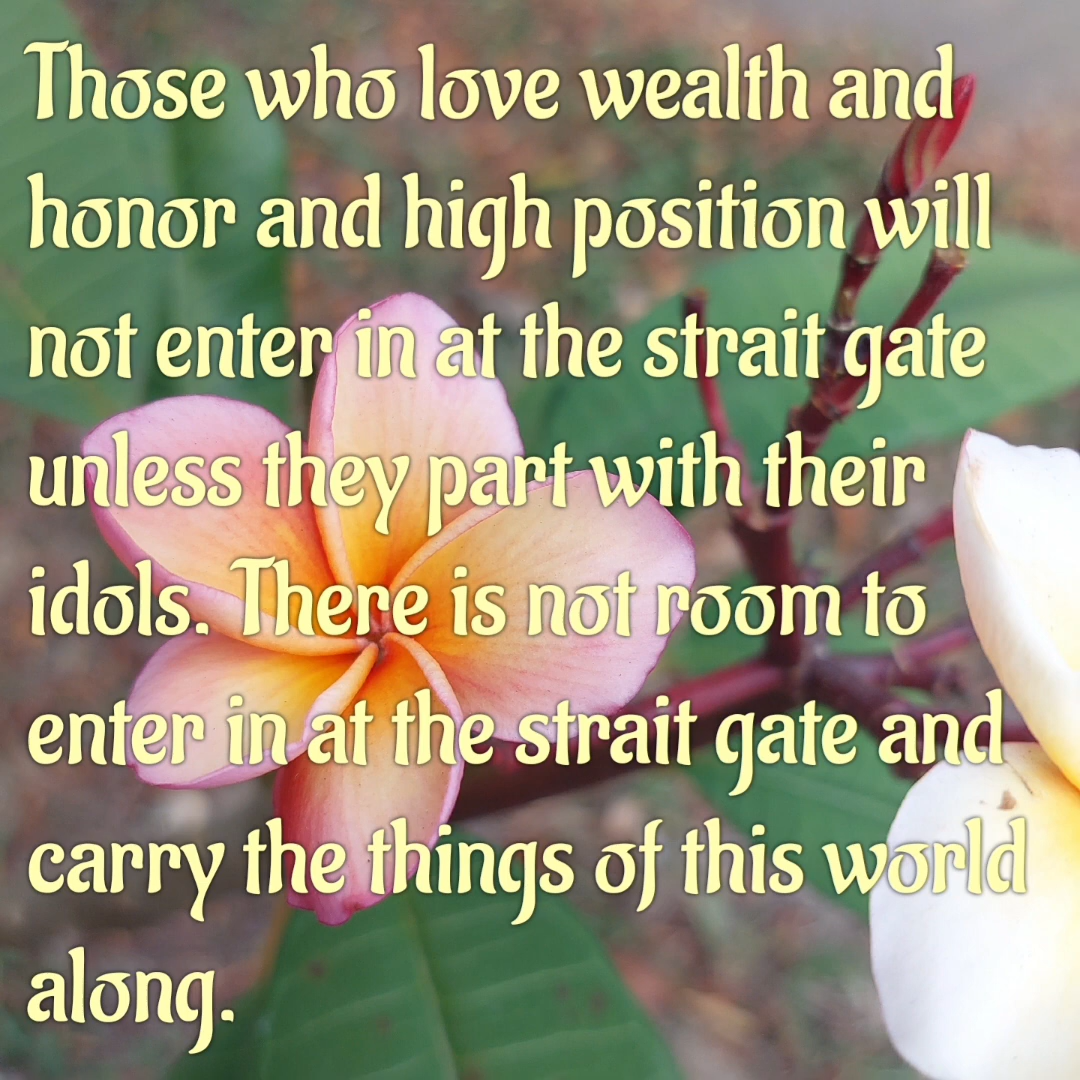 Those who love wealth and
honor and high position will
not enter in at the strait gate
unless they part with their
idols. There is not room to
enter in at the strait gate and
carry the things of this world
along.